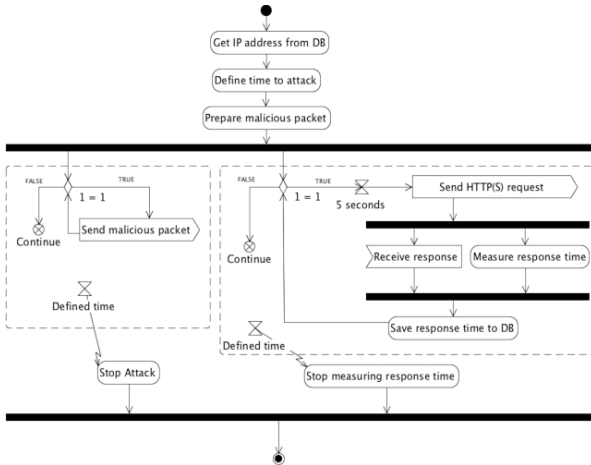 Get IP address from DB
Define time to attack
Prepare malicious packet
FALSE
TRUE
1 = 1
Send malicious packet
Continue
Defined time
Stop Attack
FALSE
TRUE
1 = 1
5 seconds
Send HTTP(S) request
Continue
Receive response
Measure response time
Save response time to DB
Defined time
Stop measuring response time